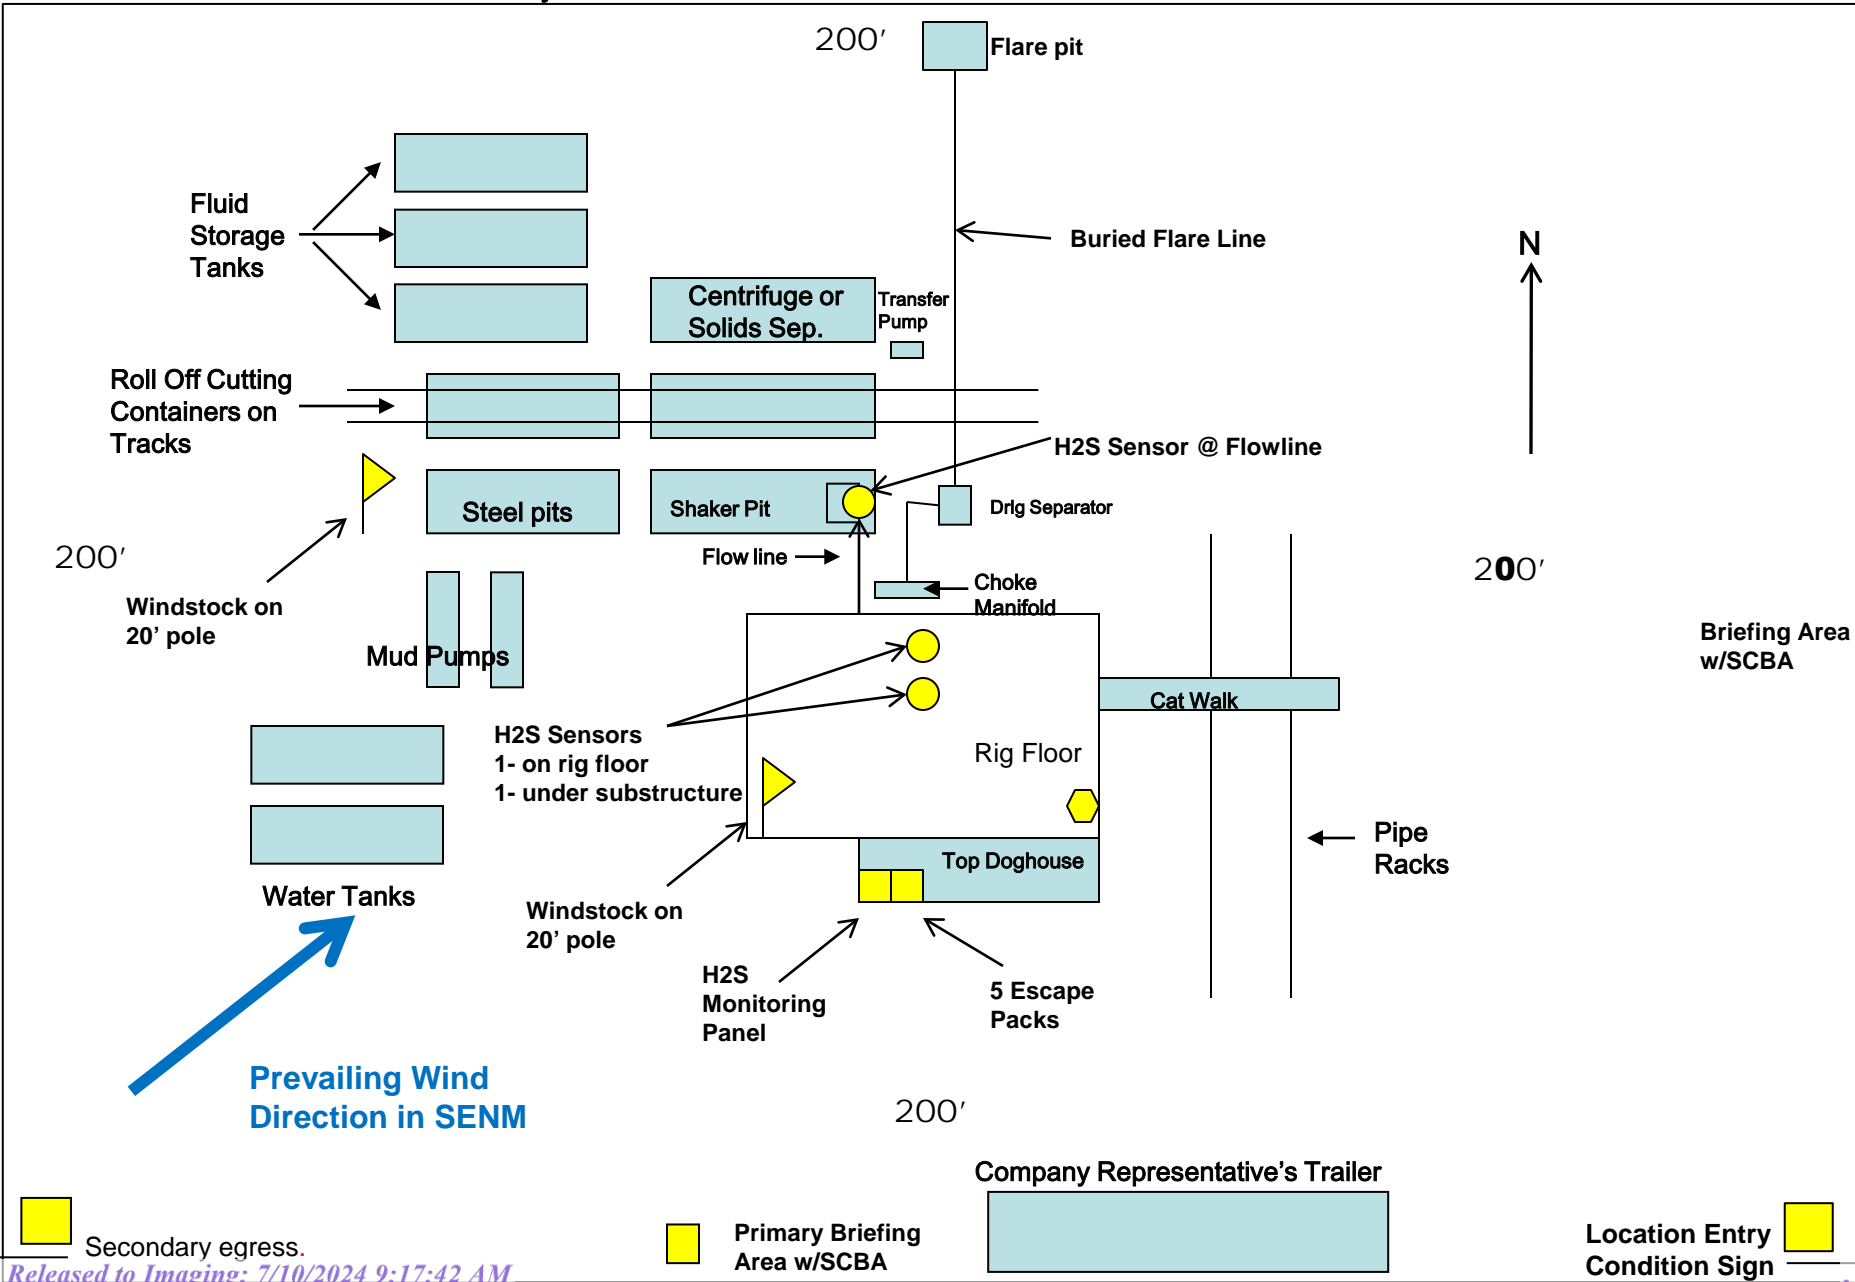 200'
Flare pit
Fluid
Storage
Tanks
Buried Flare Line
N
Centrifuge or
Solids Sep.
Transfer
Pump
Roll Off Cutting
Containers on
Tracks
H2S Sensor @ Flowline
Steel pits
Shaker Pit
Drlg Separator
200'
Flow line
200'
Choke
Manifold
Windstock on
20' pole
Briefing Area
w/SCBA
Mud Pumps
Cat Walk
H2S Sensors
1- on rig floor
1- under substructure
Rig Floor
Pipe
Racks
Top Doghouse
Water Tanks
Windstock on
20' pole
H2S
Monitoring
Panel
5 Escape
Packs
Prevailing Wind
Direction in SENM
200'
Company Representative's Trailer
Secondary egress.
Primary Briefing
Area w/SCBA
Location Entry
Condition Sign
Released to Imaging: 7/10/2024 9:17:42 AM